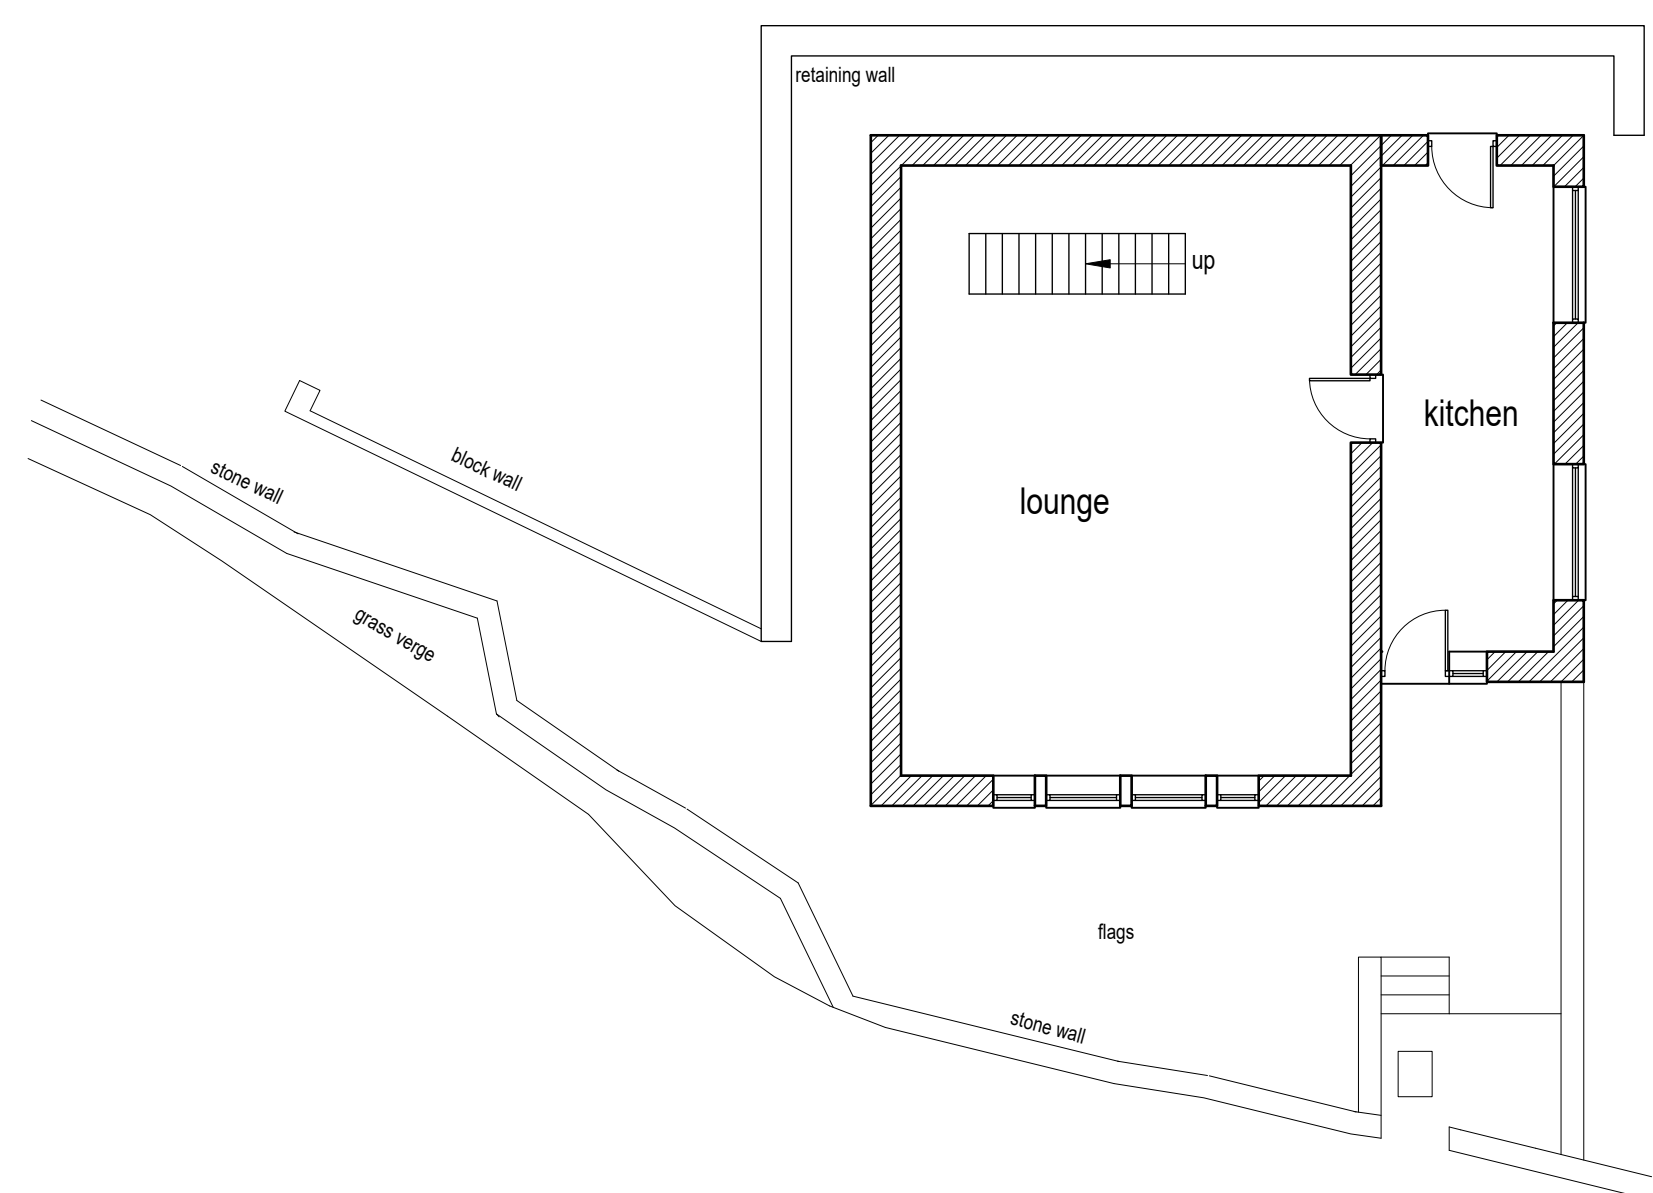 retaining wall
up
kitchen
block wall
stone wall
lounge
grass verge
flags
stone wall